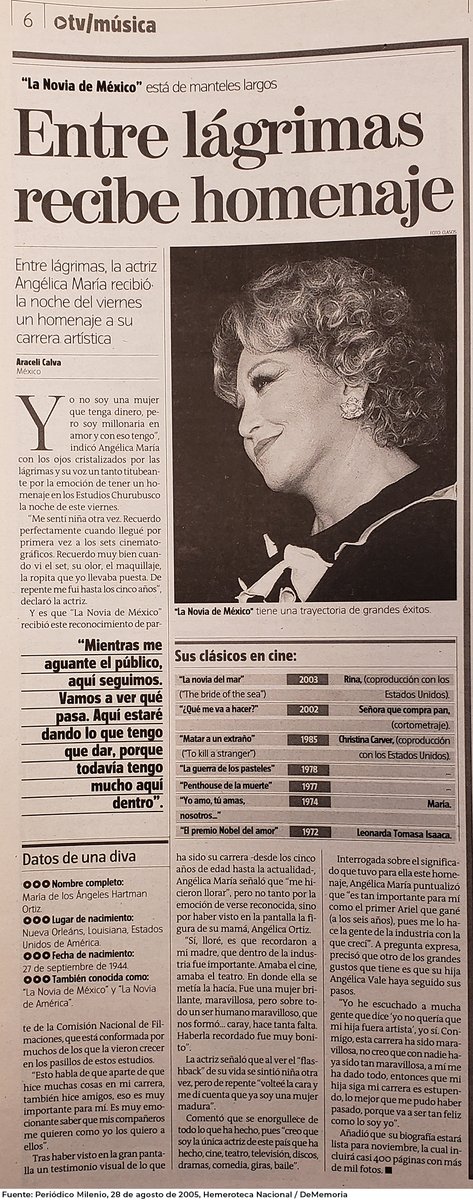 6
tv/música
"La Novia de México" está de manteles largos
Entre lágrimas
recibe homenaje
FOTO: CLASOS
Entre lágrimas, la actriz
Angélica María recibió
la noche del viernes
un homenaje a su
carrera artística
Araceli Calva
México
Yo no soy una mujer
que tenga dinero, pe-
ro soy millonaria en
amor y con eso tengo",
indicó Angélica María
con los ojos cristalizados por las
lágrimas y su voz un tanto titubean-
te por la emoción de tener un ho-
menaje en los Estudios Churubusco
la noche de este viernes.
"Me sentí niña otra vez. Recuerdo
perfectamente cuando llegué por
primera vez a los sets cinemato-
gráficos. Recuerdo muy bien cuan-
do vi el set, su olor, el maquillaje,
la ropita que yo llevaba puesta. De
repente me fui hasta los cinco años",
declaró la actriz.
Y es que "La Novia de México"
recibió este reconocimiento de par-
"Mientras me
aguante el público,
aquí seguimos.
Vamos a ver qué
pasa. Aquí estaré
dando lo que tengo
que dar, porque
todavía tengo
mucho aquí
dentro".
"La Novia de México" tiene una trayectoria de grandes éxitos.
Sus clásicos en cine:
"La novia del mar" 2003 Rina, (coproducción con los
("The bride of the sea") Estados Unidos).
"¿Qué me va a hacer?" 2002 Señora que compra pan,
(cortometraje).
"Matar a un extraño" 1985 Christina Carver, (coproducción
("To kill a stranger") con los Estados Unidos).
"La guerra de los pasteles" 1978 --
"Penthouse de la muerte" 1977 --
"Yo amo, tú amas, 1974 María.
nosotros..."
"El premio Nobel del amor" 1972 Leonarda Tomasa Isaaca.
Datos de una diva
Nombre completo:
María de los Ángeles Hartman
Ortiz.
Lugar de nacimiento:
Nueva Orleáns, Louisiana, Estados
Unidos de América.
Fecha de nacimiento:
27 de septiembre de 1944
También conocida como:
"La Novia de México" y "La Novia
de América".
te de la Comisión Nacional de Fil-
maciones, que está conformada por
muchos de los que la vieron crecer
en los pasillos de estos estudios.
"Esto habla de que aparte de que
hice muchas cosas en mi carrera,
también hice amigos, eso es muy
importante para mí. Es muy emo-
cionante saber que mis compañeros
me quieren como yo los quiero a
ellos".
Tras haber visto en la gran panta-
lla un testimonio visual de lo que
ha sido su carrera -desde los cinco
años de edad hasta la actualidad-,
Angélica María señaló que "me hi-
cieron llorar", pero no tanto por la
emoción de verse reconocida, sino
por haber visto en la pantalla la fi-
gura de su mamá, Angélica Ortiz.
"Sí, lloré, es que recordaron a
mi madre, que dentro de la indus-
tria fue importante. Amaba el cine,
amaba el teatro. En donde ella se
metía la hacía. Fue una mujer bri-
llante, maravillosa, pero sobre to-
do un ser humano maravilloso, que
nos formó... caray, hace tanta falta.
Haberla recordado fue muy boni-
to".
La actriz señaló que al ver el "flash-
back" de su vida se sintió niña otra
vez, pero de repente "volteé la cara y
me di cuenta que ya soy una mujer
madura".
Comentó que se enorgullece de
todo lo que ha hecho, pues "creo que
soy la única actriz de este país que ha
hecho, cine, teatro, televisión, discos,
dramas, comedia, giras, baile".
Interrogada sobre el significa-
do que tuvo para ella este home-
naje, Angélica María puntualizó
que "es tan importante para mí
como el primer Ariel que gané
(a los seis años), pues me lo ha-
ce la gente de la industria con la
que crecí". A pregunta expresa,
precisó que otro de los grandes
gustos que tiene es que su hija
Angélica Vale haya seguido sus
pasos.
"Yo he escuchado a mucha
gente que dice 'yo no quería que
mi hija fuera artista', yo sí. Con-
migo, esta carrera ha sido mara-
villosa, no creo que con nadie ha-
ya sido tan maravillosa, a mí me
ha dado todo, entonces que mi
hija siga mi carrera es estupen-
do, lo mejor que me pudo haber
pasado, porque va a ser tan feliz
como lo soy yo".
Añadió que su biografía estará
lista para noviembre, la cual in-
cluirá casi 400 páginas con más
de mil fotos.
Fuente: Periódico Milenio, 28 de agosto de 2005, Hemeroteca Nacional / DeMemoria